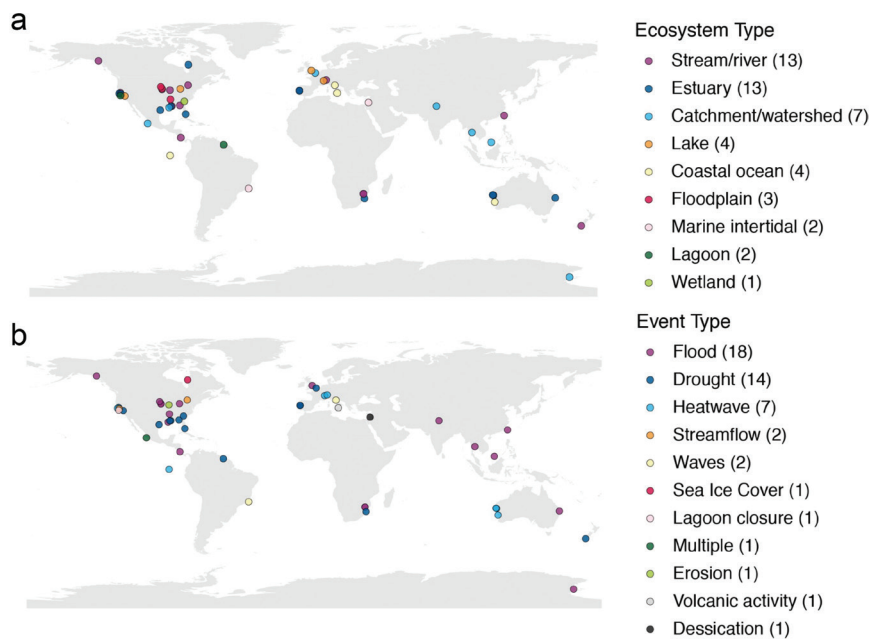 a
Ecosystem Type
Stream/river (13)
Estuary (13)
Catchment/watershed (7)
Lake (4)
Coastal ocean (4)
Floodplain (3)
Marine intertidal (2)
Lagoon (2)
Wetland (1)
b
Event Type
Flood (18)
Drought (14)
Heatwave (7)
Streamflow (2)
Waves (2)
Sea Ice Cover (1)
Lagoon closure (1)
Multiple (1)
Erosion (1)
Volcanic activity (1)
Dessication (1)